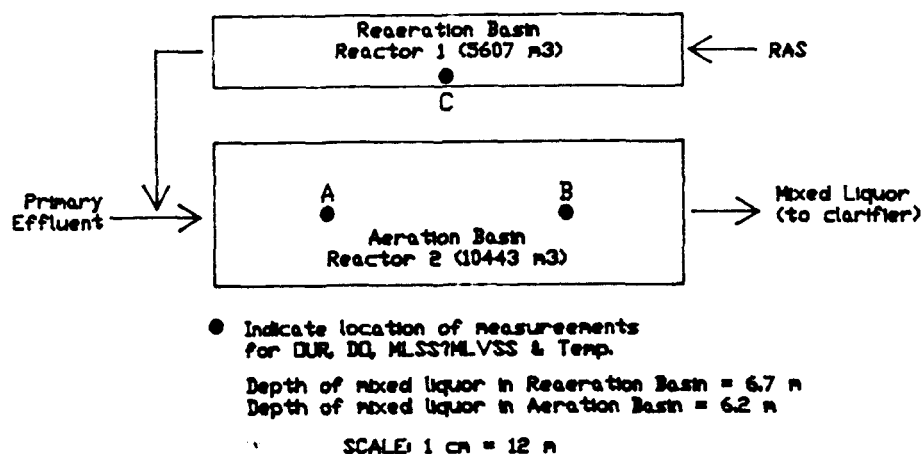 Reaeration Basin
Reactor 1 (5607 m3)
RAS
C
Primary
Effluent
A
B
Aeration Basin
Reactor 2 (10443 m3)
Mixed Liquor
(to clarifier)
Indicate location of measureements
for OUR, DO, MLSS?MLVSS & Temp.
Depth of mixed liquor in Reaeration Basin = 6.7 m
Depth of mixed liquor in Aeration Basin = 6.2 m
SCALE: 1 cm = 12 m